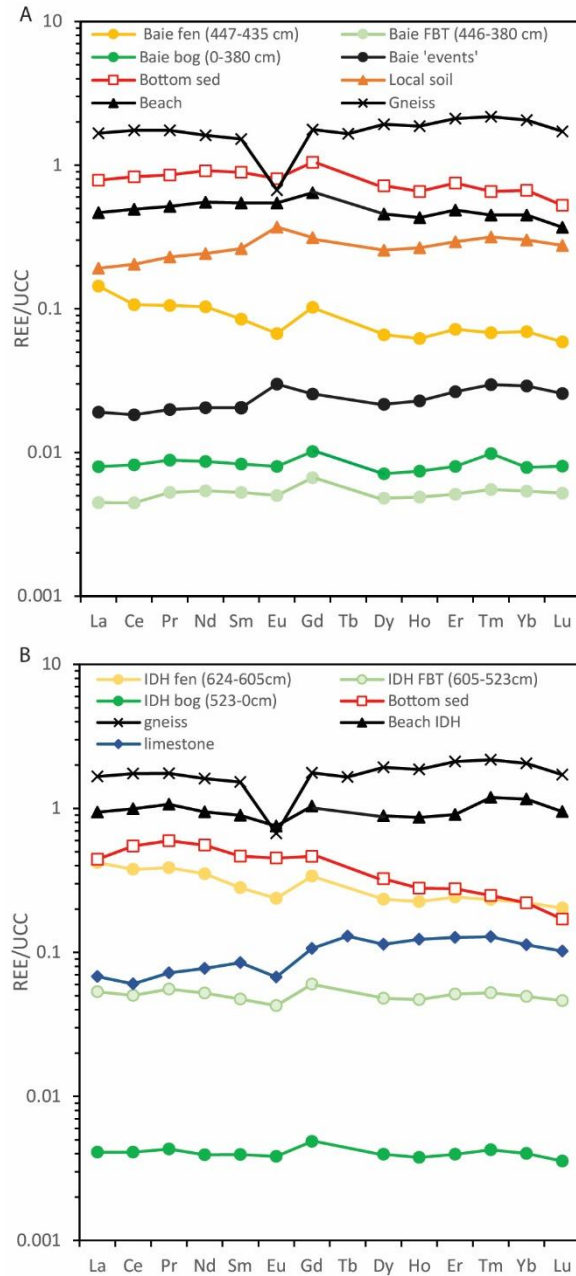 A
10
Baie fen (447-435 cm)
Baie FBT (446-380 cm)
Baie bog (0-380 cm)
Baie 'events'
Bottom sed
Local soil
Beach
Gneiss
1
0.1
0.01
0.001
REE/UCC
La Ce Pr Nd Sm Eu Gd Tb Dy Ho Er Tm Yb Lu
B
10
IDH fen (624-605cm)
IDH FBT (605-523cm)
IDH bog (523-0cm)
Bottom sed
gneiss
Beach IDH
limestone
1
0.1
0.01
0.001
REE/UCC
La Ce Pr Nd Sm Eu Gd Tb Dy Ho Er Tm Yb Lu